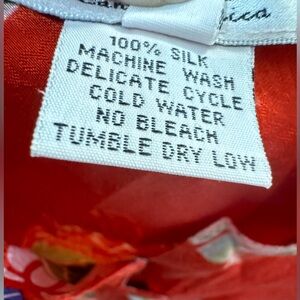 100% SILK
MACHINE WASH
DELICATE CYCLE
COLD WATER
NO BLEACH
TUMBLE DRY LOW